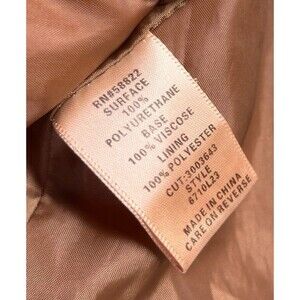 RN#58822
SURFACE
100%
POLYURETHANE
BASE
100% VISCOSE
LINING
100% POLYESTER
CUT:3003643
STYLE
6710L23
MADE IN CHINA
CARE ON REVERSE